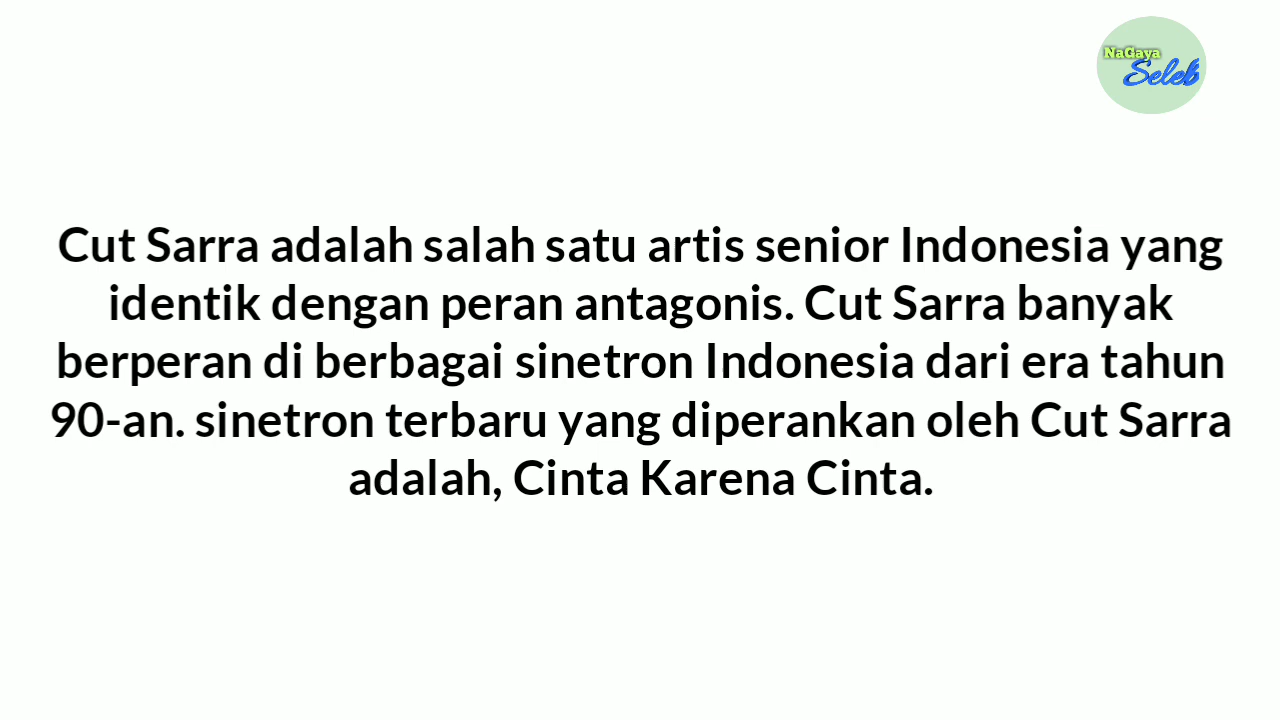 NaGaya
Seleb
Cut Sarra adalah salah satu artis senior Indonesia yang
identik dengan peran antagonis. Cut Sarra banyak
berperan di berbagai sinetron Indonesia dari era tahun
90-an. sinetron terbaru yang diperankan oleh Cut Sarra
adalah, Cinta Karena Cinta.